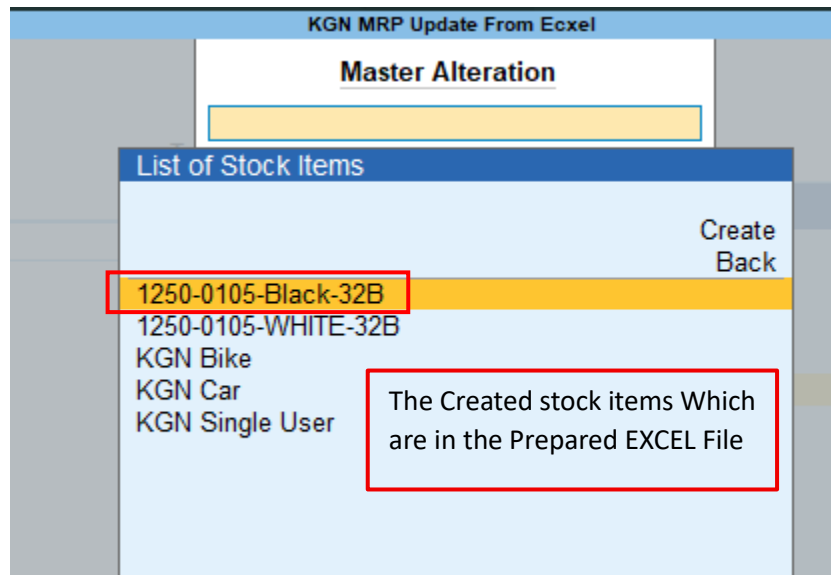 KGN MRP Update From Ecxel
Master Alteration
List of Stock Items
Create
Back
1250-0105-Black-32B
1250-0105-WHITE-32B
KGN Bike
KGN Car
KGN Single User
The Created stock items Which
are in the Prepared EXCEL File